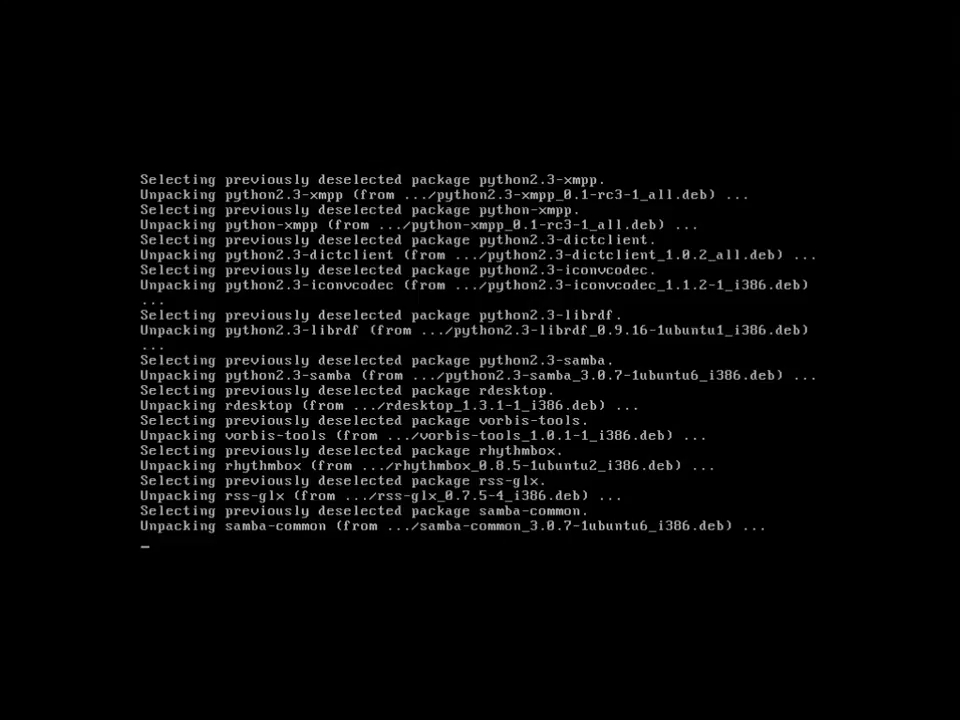 Selecting previously deselected package python2.3-xmpp.
Unpacking python2.3-xmpp (from .../python2.3-xmpp_0.1-rc3-1_all.deb) ...
Selecting previously deselected package python-xmpp.
Unpacking python-xmpp (from .../python-xmpp_0.1-rc3-1_all.deb) ...
Selecting previously deselected package python2.3-dictclient.
Unpacking python2.3-dictclient (from .../python2.3-dictclient_1.0.2_all.deb) ...
Selecting previously deselected package python2.3-iconvcodec.
Unpacking python2.3-iconvcodec (from .../python2.3-iconvcodec_1.1.2-1_i386.deb)
...
Selecting previously deselected package python2.3-librdf.
Unpacking python2.3-librdf (from .../python2.3-librdf_0.9.16-1ubuntu1_i386.deb)
...
Selecting previously deselected package python2.3-samba.
Unpacking python2.3-samba (from .../python2.3-samba_3.0.7-1ubuntu6_i386.deb) ...
Selecting previously deselected package rdesktop.
Unpacking rdesktop (from .../rdesktop_1.3.1-1_i386.deb) ...
Selecting previously deselected package vorbis-tools.
Unpacking vorbis-tools (from .../vorbis-tools_1.0.1-1_i386.deb) ...
Selecting previously deselected package rhythmbox.
Unpacking rhythmbox (from .../rhythmbox_0.8.5-1ubuntu2_i386.deb) ...
Selecting previously deselected package rss-glx.
Unpacking rss-glx (from .../rss-glx_0.7.5-4_i386.deb) ...
Selecting previously deselected package samba-common.
Unpacking samba-common (from .../samba-common_3.0.7-1ubuntu6_i386.deb) ...